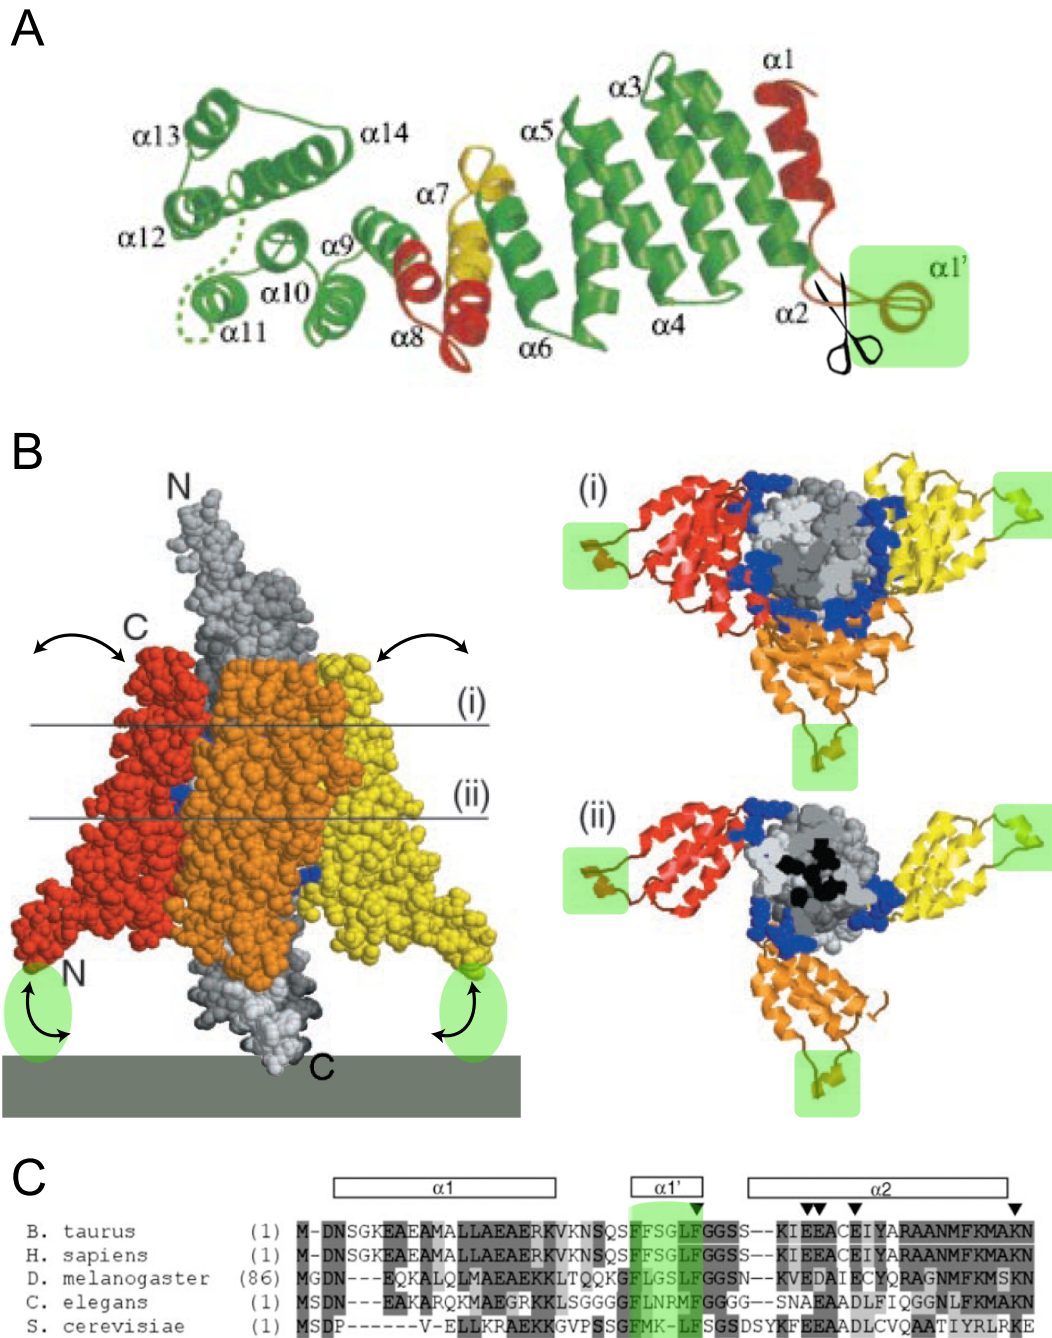 A
α1
α3
α5
α13
α14
α7
α12
α9
α1'
α10
α2
α11
α8
α6
α4
B
N
(i)
C
(i)
(ii)
(ii)
N
C
C
α1 α1' α2
B. taurus (1) M-DNSGKEAEAMALLAEAERKVKNSQSFFSGLFGGSS--KIEEACEIYARAANMFKMAKN
H. sapiens (1) M-DNSGKEAEAMALLAEAERKVKNSQSFFSGLFGGSS--KIEEACEIYARAANMFKMAKN
D. melanogaster (86) MGDN---EQKALQLMAEAEKKLTQQKGFLGSLFGGSN--KVEDAIECYQRAGNMFKMSKN
C. elegans (1) MSDN---EAKARQKMAEGRKKLSGGGGFLNRMFGGGG--SNAEAADLFIQGGNLFKMAKN
S. cerevisiae (1) MSDP------V-ELLKRAEKKGVPSSGFMK-LFSGSDSYKFEEAADLCVQAATIYRLRKE